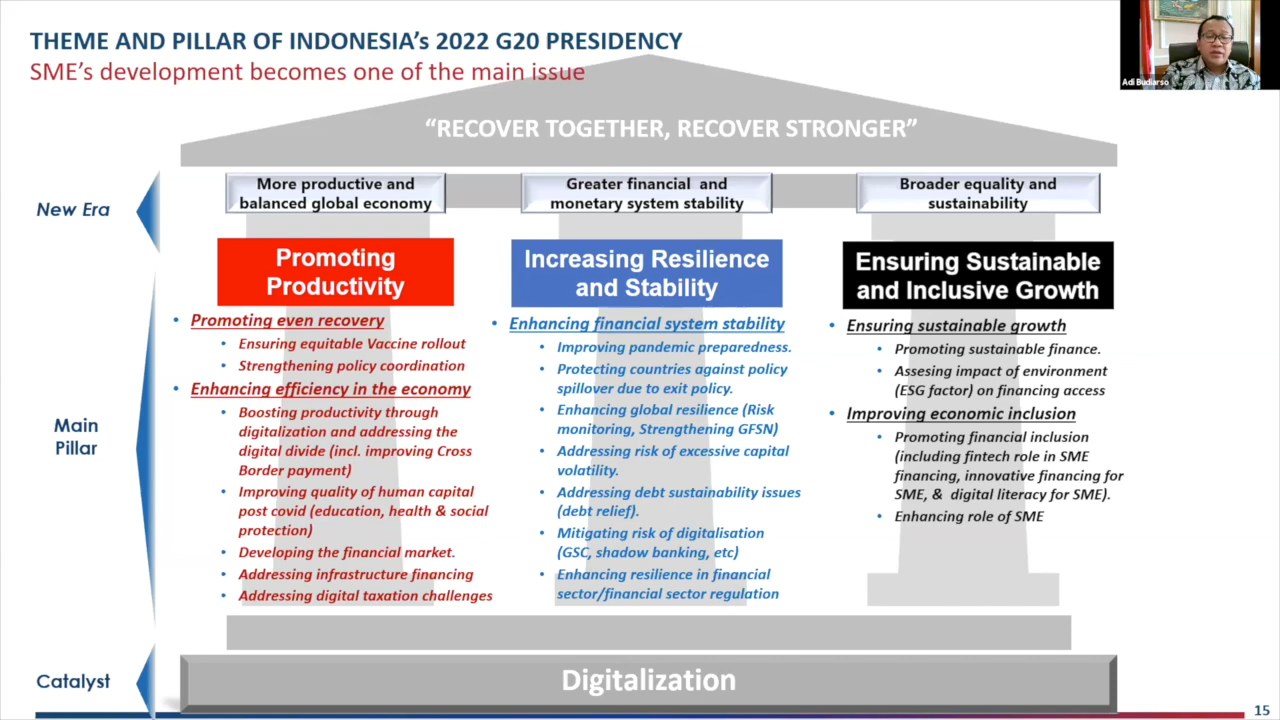 THEME AND PILLAR OF INDONESIA's 2022 G20 PRESIDENCY
SME's development becomes one of the main issue
Adi Budiarso
"RECOVER TOGETHER, RECOVER STRONGER"
New Era
More productive and
balanced global economy
Greater financial and
monetary system stability
Broader equality and
sustainability
Main
Pillar
Promoting
Productivity
• Promoting even recovery
• Ensuring equitable Vaccine rollout
• Strengthening policy coordination
• Enhancing efficiency in the economy
• Boosting productivity through
digitalization and addressing the
digital divide (incl. improving Cross
Border payment)
• Improving quality of human capital
post covid (education, health & social
protection)
• Developing the financial market.
• Addressing infrastructure financing
• Addressing digital taxation challenges
Increasing Resilience
and Stability
• Enhancing financial system stability
• Improving pandemic preparedness.
• Protecting countries against policy
spillover due to exit policy.
• Enhancing global resilience (Risk
monitoring, Strengthening GFSN)
• Addressing risk of excessive capital
volatility.
• Addressing debt sustainability issues
(debt relief).
• Mitigating risk of digitalisation
(GSC, shadow banking, etc)
• Enhancing resilience in financial
sector/financial sector regulation
Ensuring Sustainable
and Inclusive Growth
• Ensuring sustainable growth
• Promoting sustainable finance.
• Assesing impact of environment
(ESG factor) on financing access
• Improving economic inclusion
• Promoting financial inclusion
(including fintech role in SME
financing, innovative financing for
SME, & digital literacy for SME).
• Enhancing role of SME
Catalyst
Digitalization
15